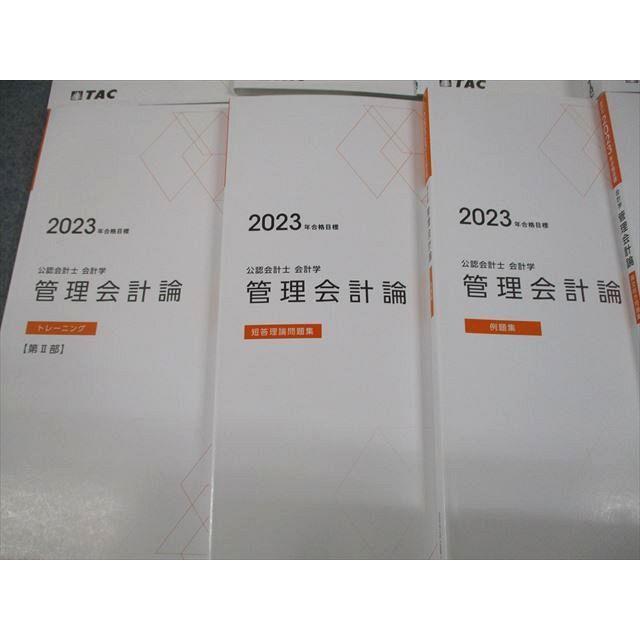 TAC
TAC
2023年合格目標
公認会計士 会計学
管理会計論
トレーニング
【第Ⅱ部】
2023年合格目標
公認会計士 会計学
管理会計論
短答理論問題集
2023年合格目標
公認会計士 会計学
管理会計論
例題集
2023
会計学
管理会計論